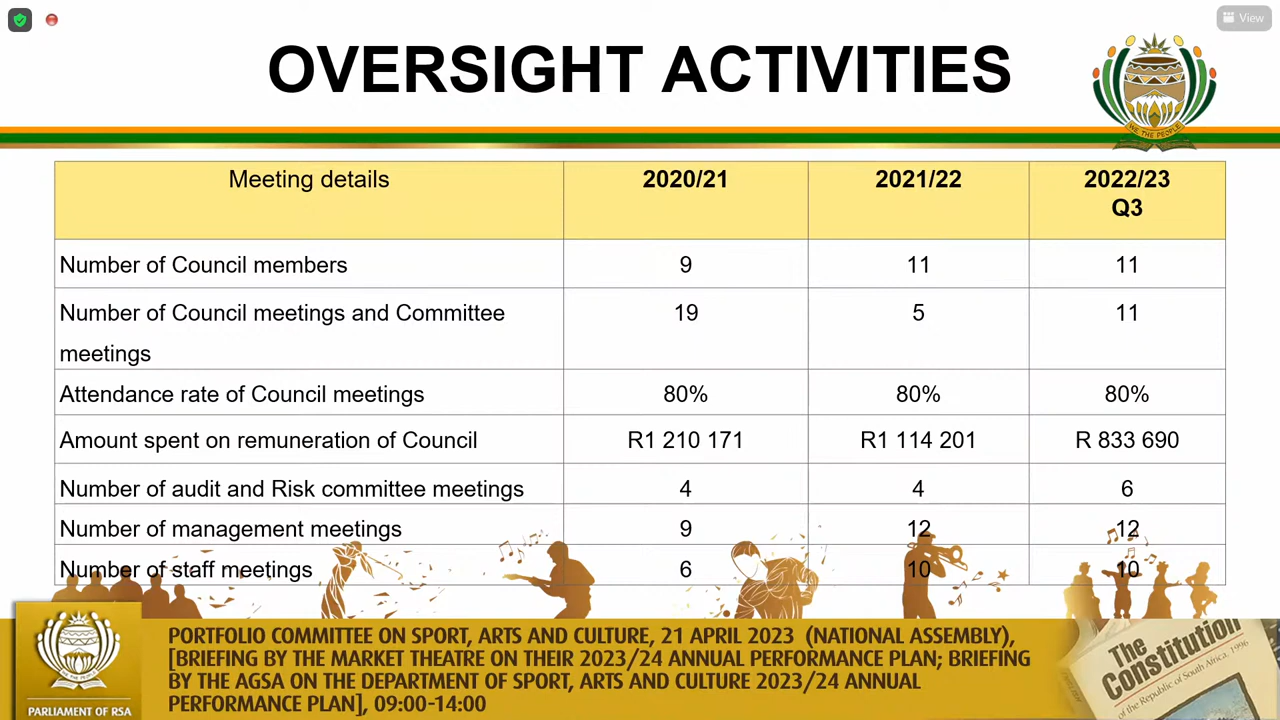 View
OVERSIGHT ACTIVITIES
WE THE PEOPLE
Meeting details 2020/21 2021/22 2022/23
Q3
Number of Council members 9 11 11
Number of Council meetings and Committee 19 5 11
meetings
Attendance rate of Council meetings 80% 80% 80%
Amount spent on remuneration of Council R1 210 171 R1 114 201 R 833 690
Number of audit and Risk committee meetings 4 4 6
Number of management meetings 9 12 12
Number of staff meetings 6 10 10
PORTFOLIO COMMITTEE ON SPORT, ARTS AND CULTURE, 21 APRIL 2023 (NATIONAL ASSEMBLY),
[BRIEFING BY THE MARKET THEATRE ON THEIR 2023/24 ANNUAL PERFORMANCE PLAN; BRIEFING
BY THE AGSA ON THE DEPARTMENT OF SPORT, ARTS AND CULTURE 2023/24 ANNUAL
PERFORMANCE PLAN], 09:00-14:00
PARLIAMENT OF RSA
The
Constitution
of the Republic of South Africa, 1996